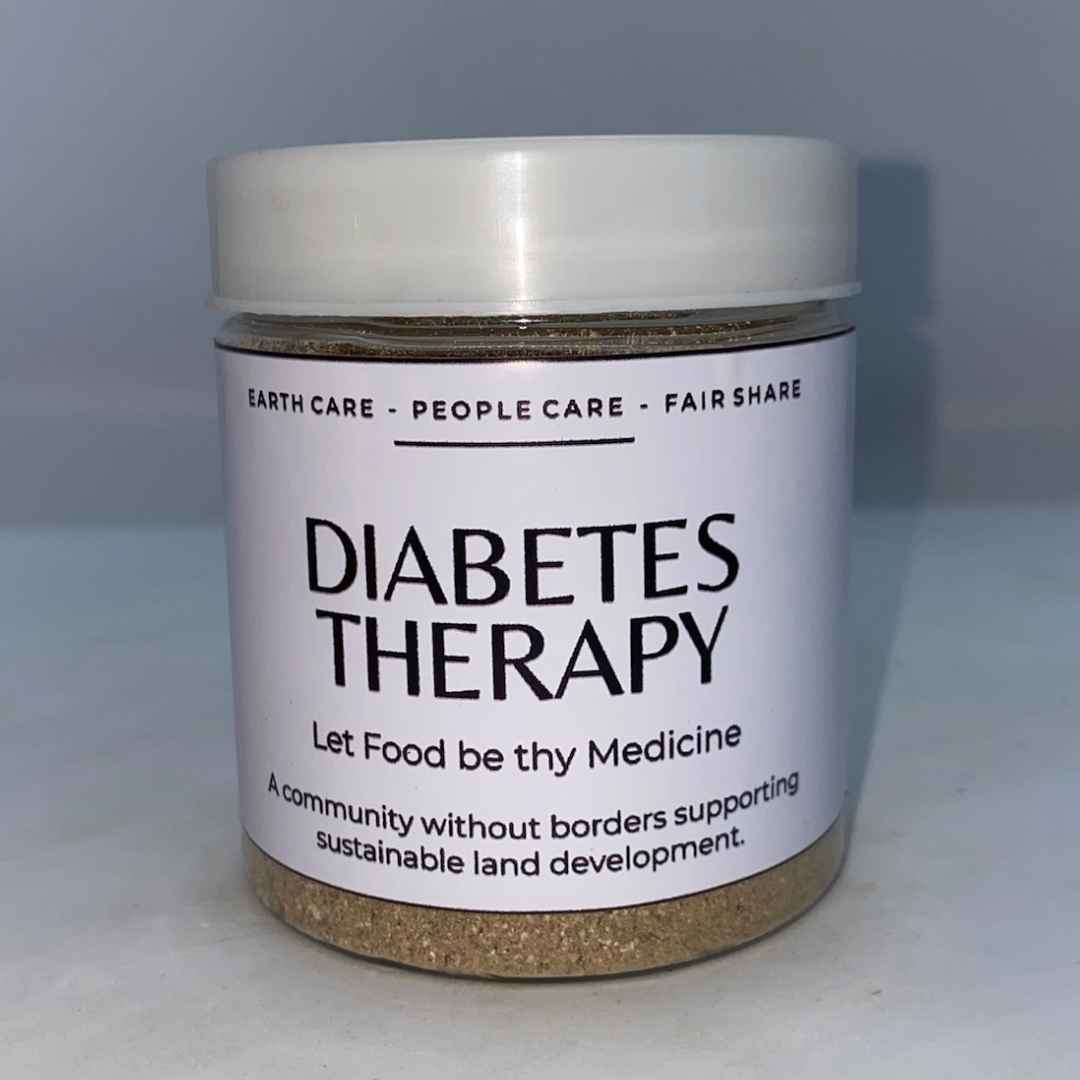 EARTH CARE - PEOPLE CARE - FAIR SHARE
DIABETES
THERAPY
Let Food be thy Medicine
A community without borders supporting
sustainable land development.